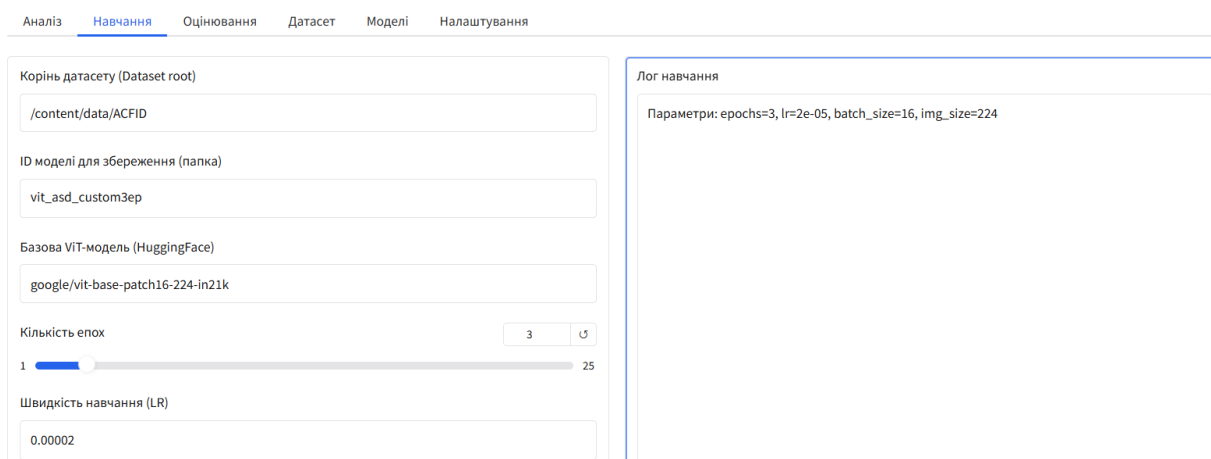 Аналіз Навчання Оцінювання Датасет Моделі Налаштування
Корінь датасету (Dataset root)
/content/data/ACFID
ID моделі для збереження (папка)
vit_asd_custom3ep
Базова ViT-модель (HuggingFace)
google/vit-base-patch16-224-in21k
Кількість епох
3
1
25
Швидкість навчання (LR)
0.00002
Лог навчання
Параметри: epochs=3, lr=2e-05, batch_size=16, img_size=224